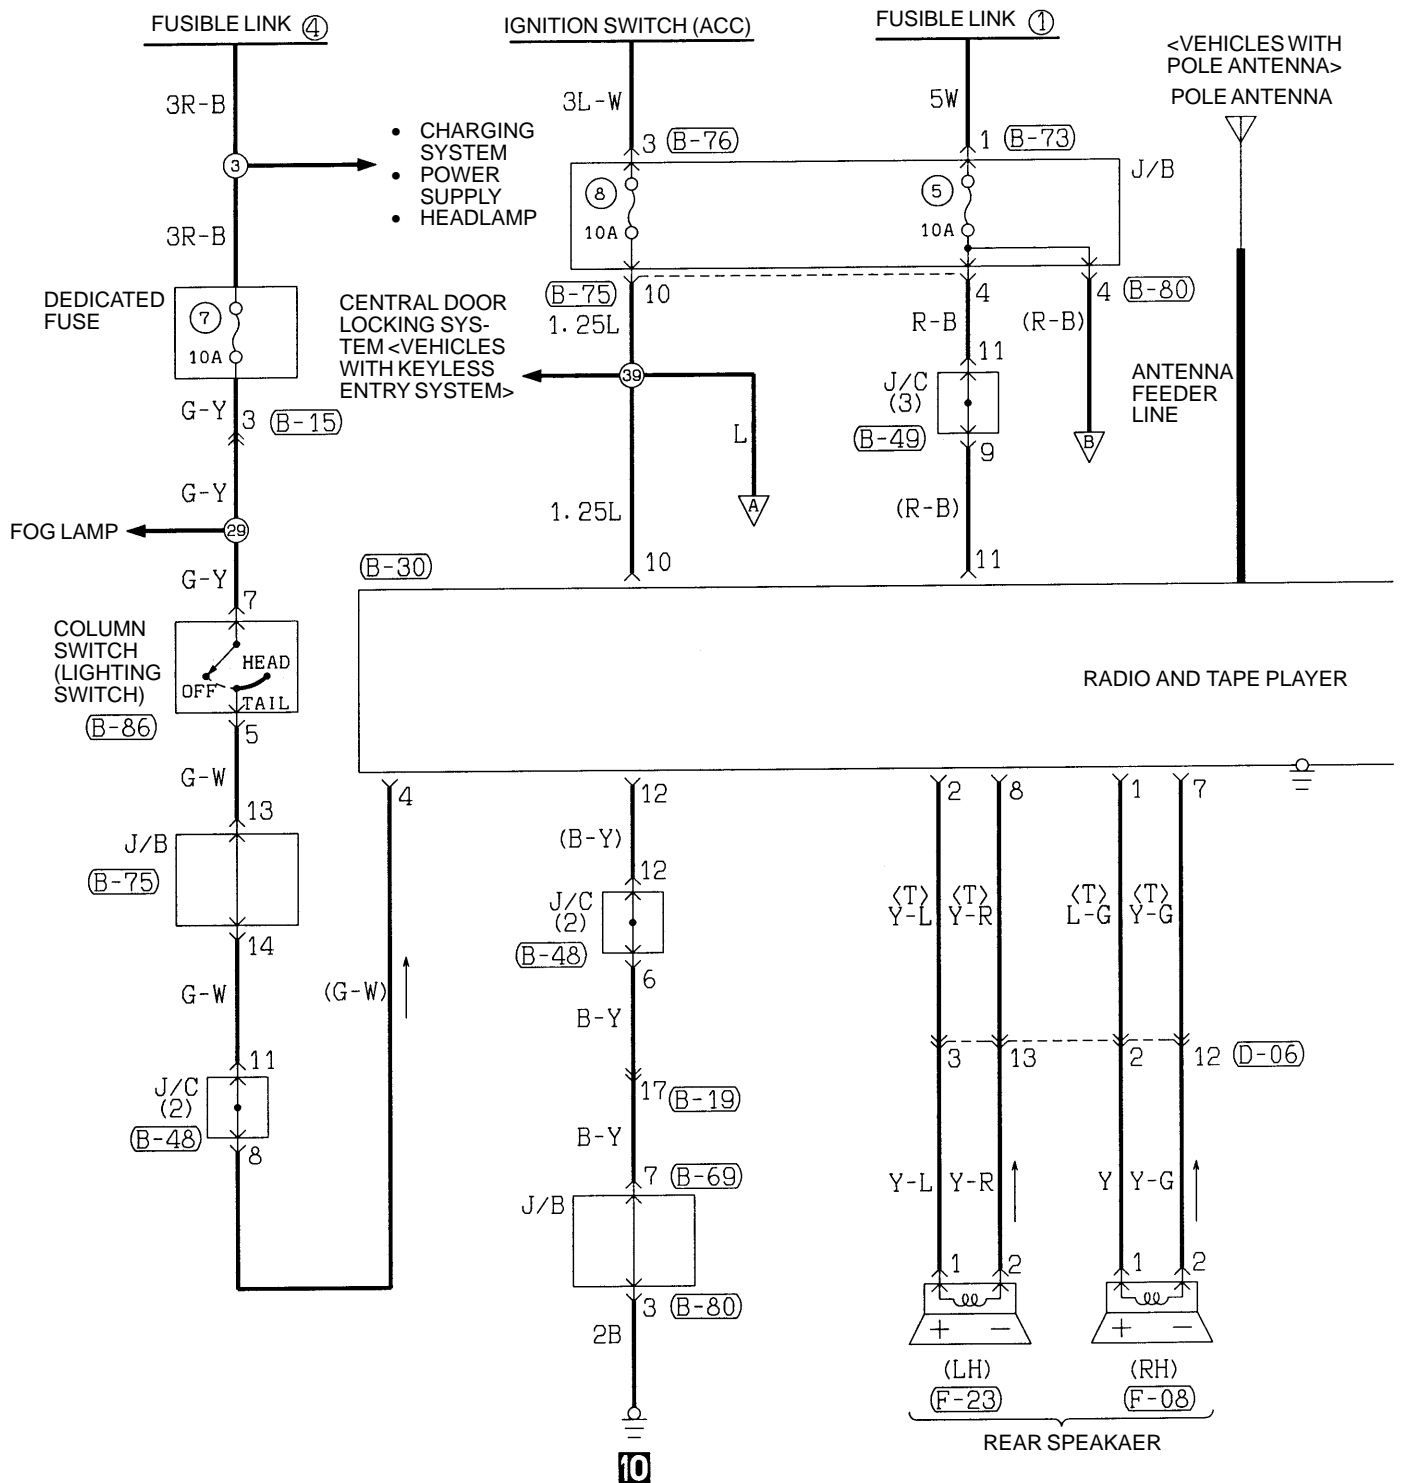 FUSIBLE LINK ④
IGNITION SWITCH (ACC)
FUSIBLE LINK ①
<VEHICLES WITH
POLE ANTENNA>
POLE ANTENNA
3R-B
3L-W
5W
3
• CHARGING
SYSTEM
• POWER
SUPPLY
• HEADLAMP
3 B-76
1 B-73
J/B
8
10A
5
10A
3R-B
DEDICATED
FUSE
7
10A
B-75 10
4
4 B-80
CENTRAL DOOR
LOCKING SYS-
TEM <VEHICLES
WITH KEYLESS
ENTRY SYSTEM>
1.25L
39
L
A
R-B
(R-B)
11
J/C
(3)
B-49
9
B
ANTENNA
FEEDER
LINE
G-Y
3 B-15
G-Y
FOG LAMP
29
1.25L
(R-B)
G-Y
7
B-30
10
11
COLUMN
SWITCH
(LIGHTING
SWITCH)
HEAD
OFF
TAIL
B-86
5
RADIO AND TAPE PLAYER
G-W
13
J/B
B-75
14
G-W
11
J/C
(2)
B-48
8
4
(G-W)
12
(B-Y)
12
J/C
(2)
B-48
6
B-Y
17 B-19
B-Y
7 B-69
J/B
3 B-80
2B
10
2
8
1
7
<T>
Y-L
<T>
Y-R
<T>
L-G
<T>
Y-G
3
13
2
12 D-06
Y-L
Y-R
Y
Y-G
1
2
1
2
+ −
+ −
(LH)
F-23
(RH)
F-08
REAR SPEAKAER